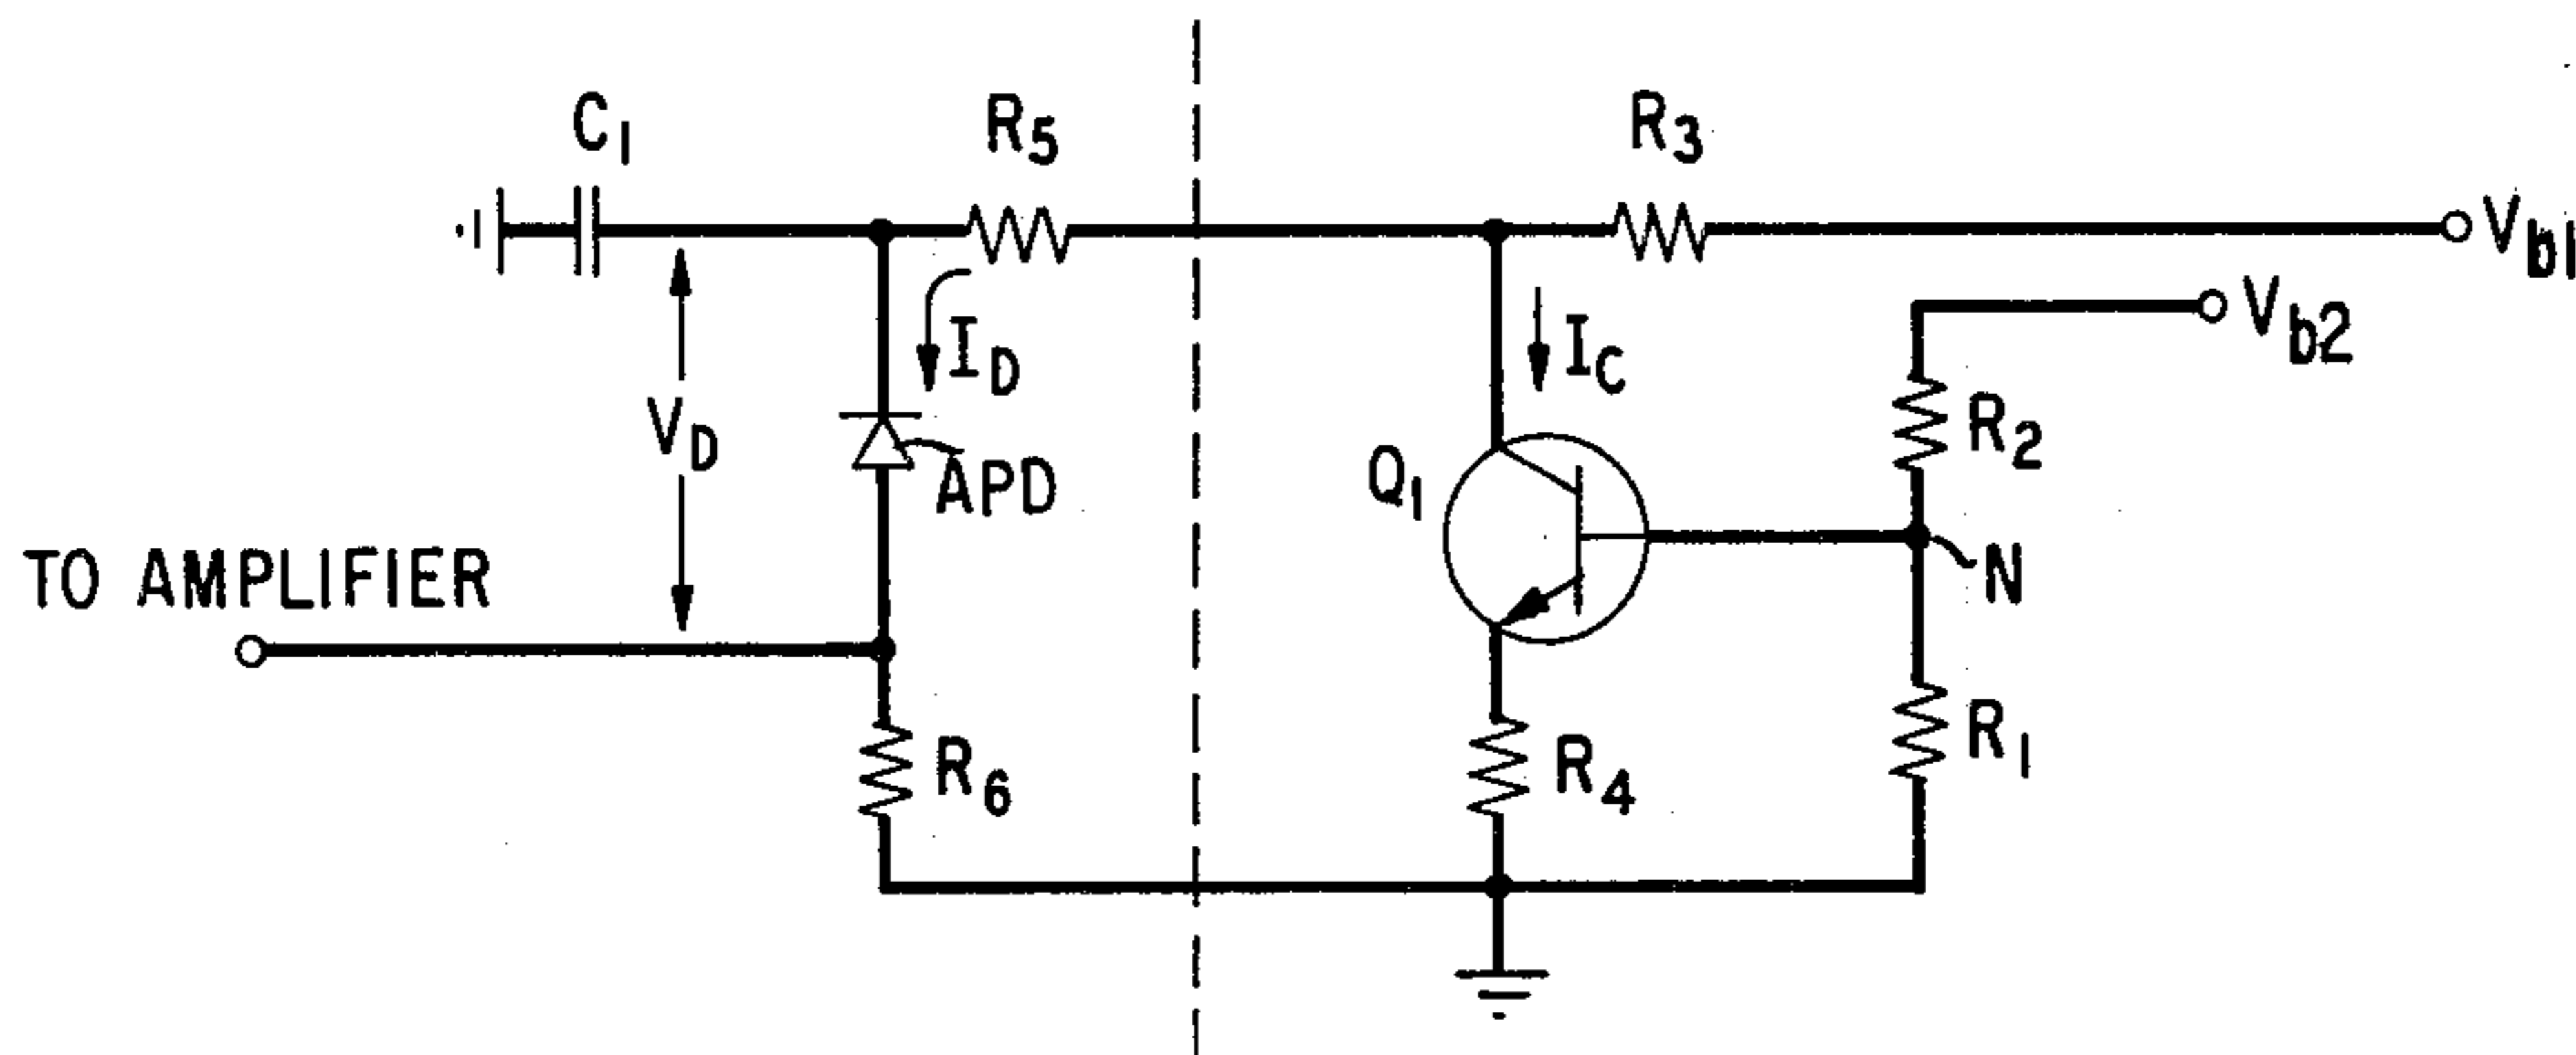 C1
R5
R3
Vb1
Vb2
ID
IC
R2
VD
APD
Q1
TO AMPLIFIER
N
R6
R4
R1